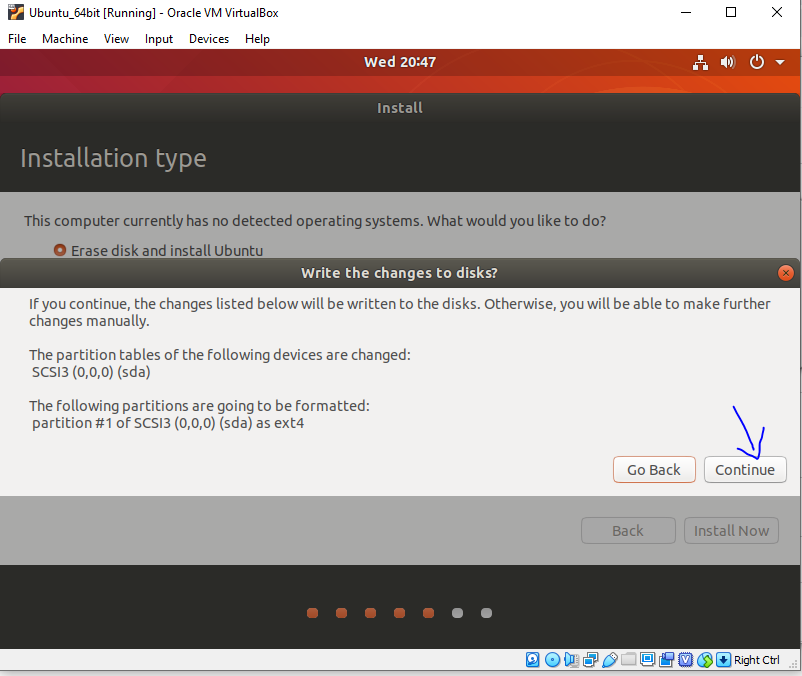 Ubuntu_64bit [Running] - Oracle VM VirtualBox
File Machine View Input Devices Help
Wed 20:47
Install
Installation type
This computer currently has no detected operating systems. What would you like to do?
Erase disk and install Ubuntu
Write the changes to disks?
If you continue, the changes listed below will be written to the disks. Otherwise, you will be able to make further
changes manually.
The partition tables of the following devices are changed:
SCSI3 (0,0,0) (sda)
The following partitions are going to be formatted:
partition #1 of SCSI3 (0,0,0) (sda) as ext4
Go Back Continue
Back Install Now
Right Ctrl